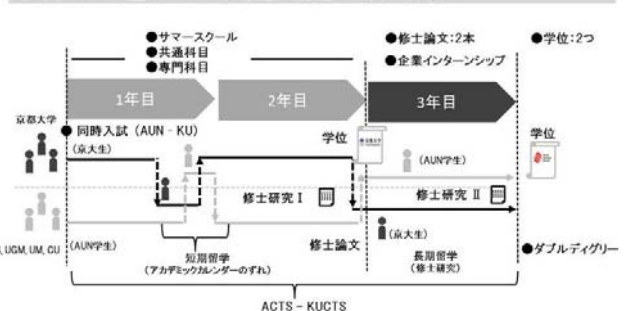 ●サマースクール
●共通科目
●専門科目
●修士論文:2本
●企業インターンシップ
●学位:2つ
1年目
2年目
3年目
京都大学
●同時入試（AUN - KU）
(京大生)
学位
(AUN学生)
学位
修士研究 I
修士研究 II
UGM, UM, CU
(AUN学生)
短期留学
(アカデミックカレンダーのずれ)
修士論文
(京大生)
長期留学
(修士研究)
●ダブルディグリー
ACTS – KUCTS